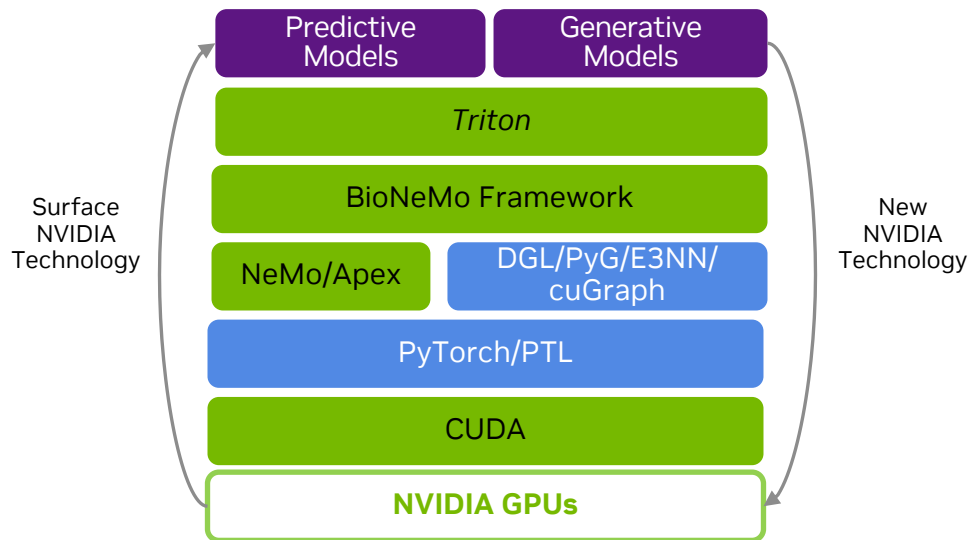 Predictive
Models
Generative
Models
Triton
BioNeMo Framework
Surface
NVIDIA
Technology
New
NVIDIA
Technology
NeMo/Apex
DGL/PyG/E3NN/
cuGraph
PyTorch/PTL
CUDA
NVIDIA GPUs